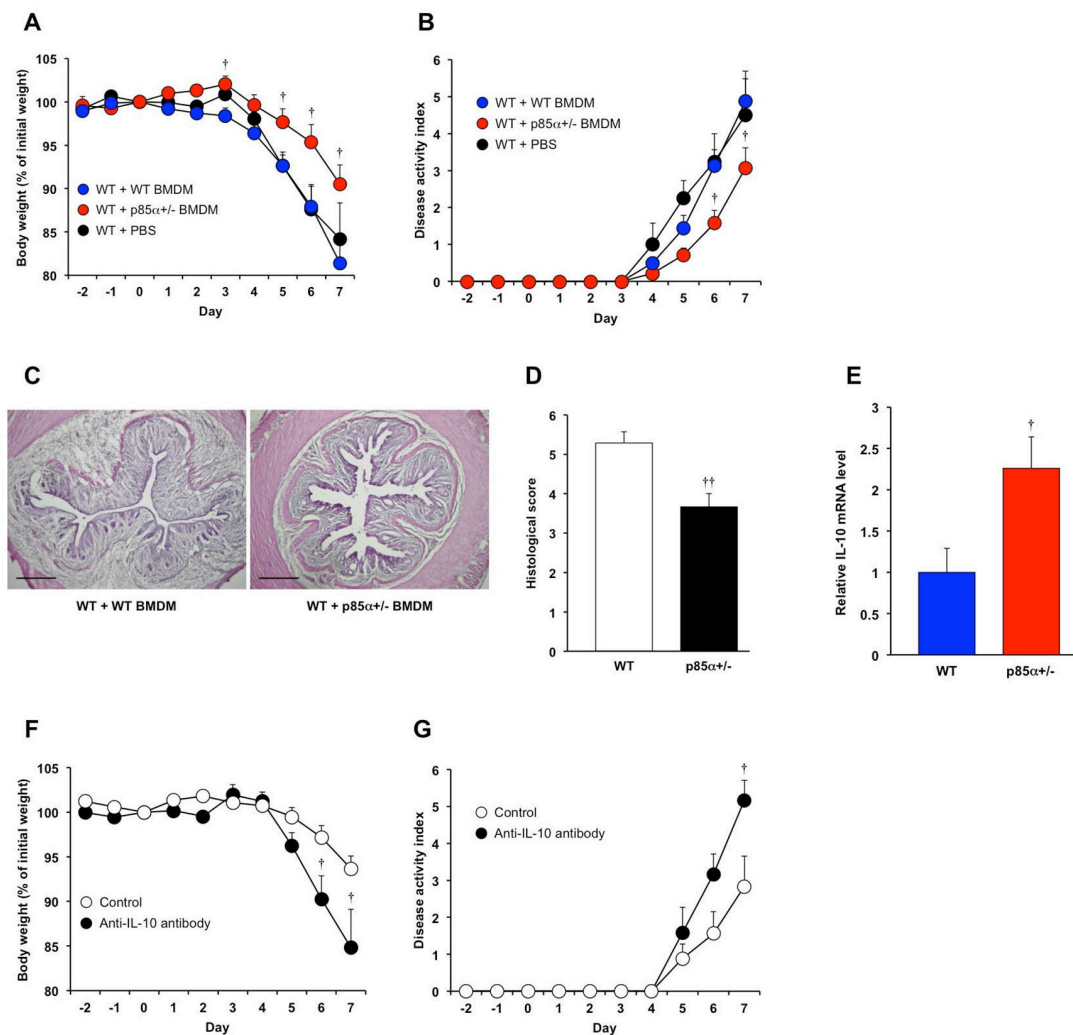 A
Body weight (% of initial weight)
105
100
95
90
85
80
† † † †
WT + WT BMDM
WT + p85α+/- BMDM
WT + PBS
-2 -1 0 1 2 3 4 5 6 7
Day
B
Disease activity index
6
5
4
3
2
1
0
WT + WT BMDM
WT + p85α+/- BMDM
WT + PBS
† †
-2 -1 0 1 2 3 4 5 6 7
Day
C
WT + WT BMDM
WT + p85α+/- BMDM
D
Histological score
6
5
4
3
2
1
0
††
WT p85α+/-
E
Relative IL-10 mRNA level
3
2.5
2
1.5
1
0.5
0
†
WT p85α+/-
F
Body weight (% of initial weight)
105
100
95
90
85
80
† †
Control
Anti-IL-10 antibody
-2 -1 0 1 2 3 4 5 6 7
Day
G
Disease activity index
6
5
4
3
2
1
0
†
Control
Anti-IL-10 antibody
-2 -1 0 1 2 3 4 5 6 7
Day